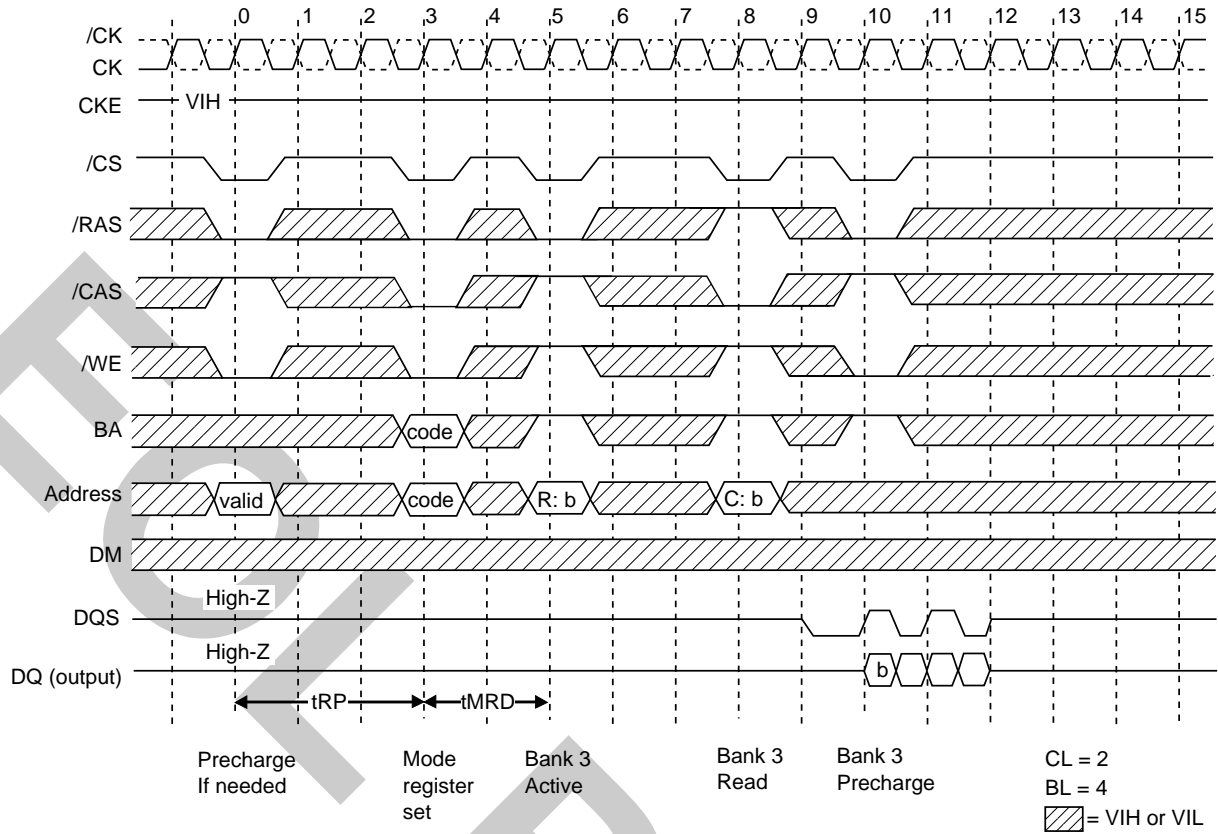 0 1 2 3 4 5 6 7 8 9 10 11 12 13 14 15
/CK
CK
CKE VIH
/CS
/RAS
/CAS
/WE
BA code
Address valid code R: b C: b
DM
High-Z
DQS
High-Z
DQ (output) b
tRP tMRD
Precharge If needed
Mode register set
Bank 3 Active
Bank 3 Read
Bank 3 Precharge
CL = 2
BL = 4
= VIH or VIL